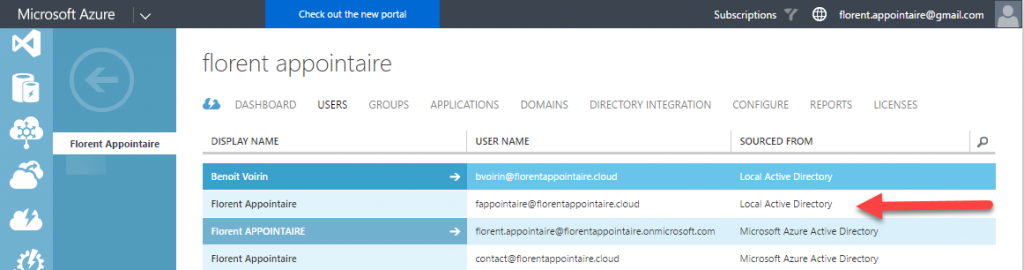 Microsoft Azure Check out the new portal Subscriptions florent.appointaire@gmail.com
florent appointaire
DASHBOARD USERS GROUPS APPLICATIONS DOMAINS DIRECTORY INTEGRATION CONFIGURE REPORTS LICENSES
Florent Appointaire
DISPLAY NAME USER NAME SOURCED FROM
Benoit Voirin bvoirin@florentappointaire.cloud Local Active Directory
Florent Appointaire fappointaire@florentappointaire.cloud Local Active Directory
Florent APPOINTAIRE florent.appointaire@florentappointaire.onmicrosoft.com Microsoft Azure Active Directory
Florent Appointaire contact@florentappointaire.cloud Microsoft Azure Active Directory